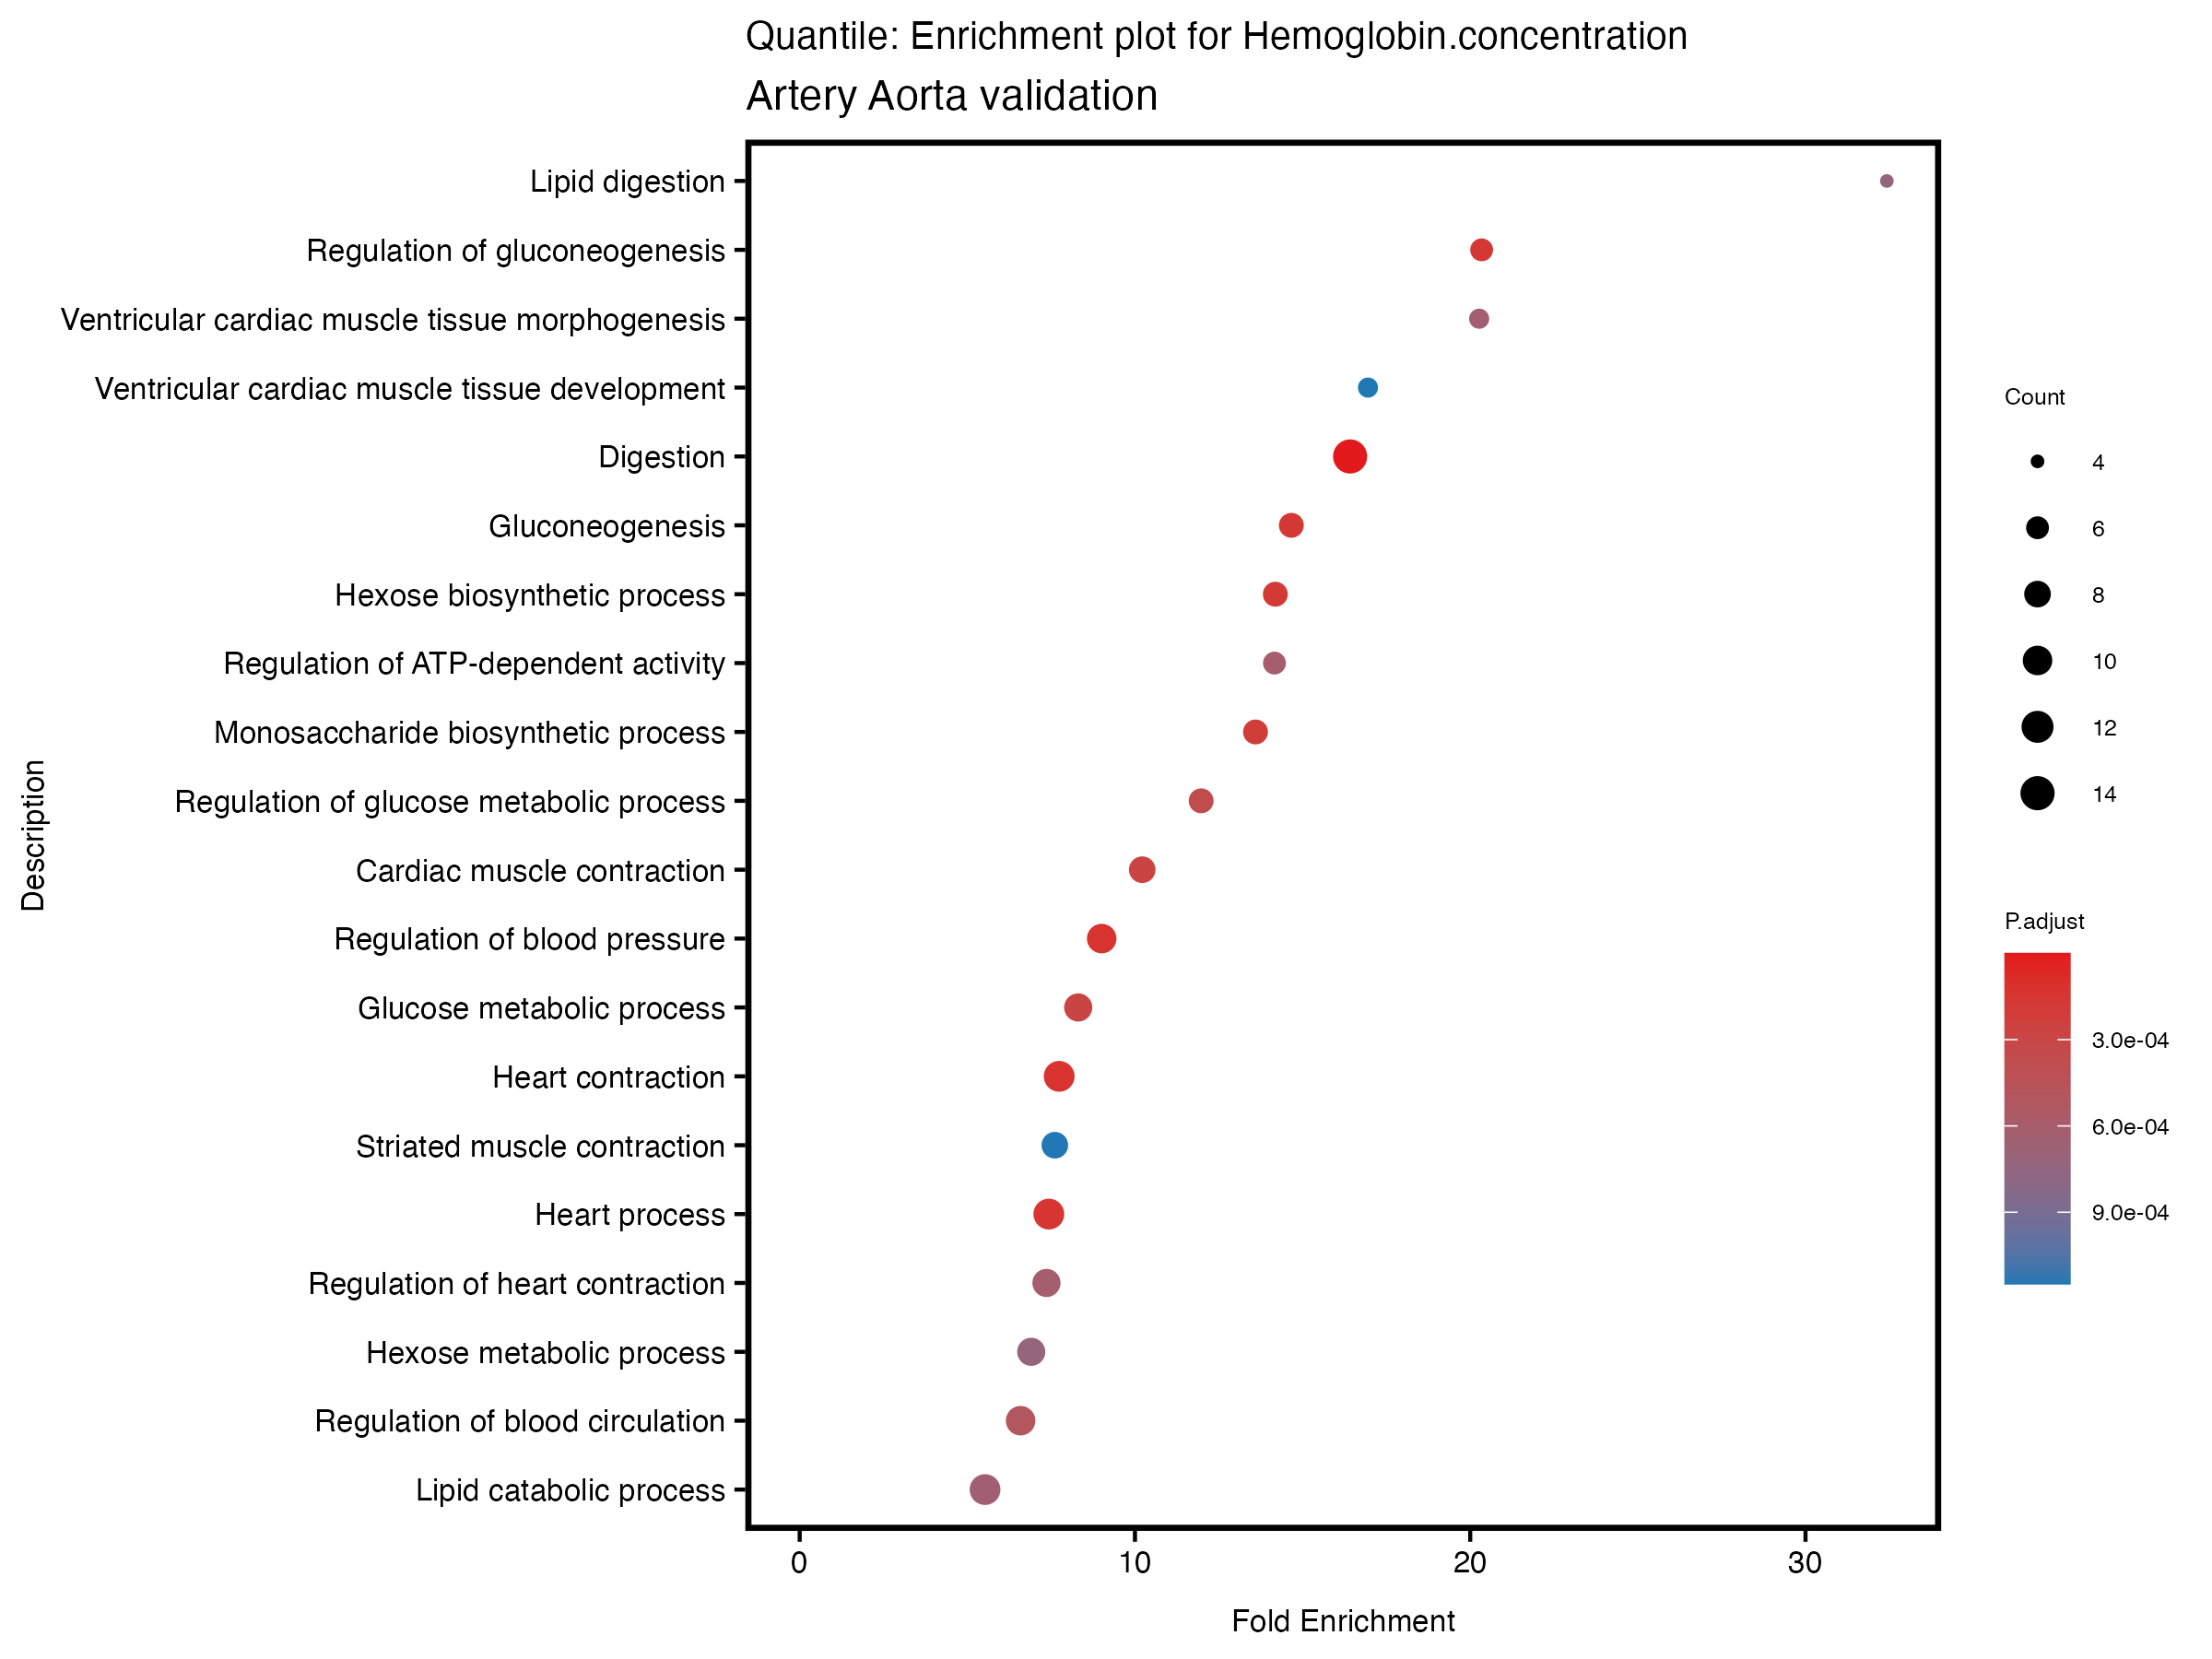 Quantile: Enrichment plot for Hemoglobin.concentration
Artery Aorta validation
Lipid digestion
Regulation of gluconeogenesis
Ventricular cardiac muscle tissue morphogenesis
Ventricular cardiac muscle tissue development
Digestion
Gluconeogenesis
Hexose biosynthetic process
Regulation of ATP-dependent activity
Monosaccharide biosynthetic process
Regulation of glucose metabolic process
Cardiac muscle contraction
Regulation of blood pressure
Glucose metabolic process
Heart contraction
Striated muscle contraction
Heart process
Regulation of heart contraction
Hexose metabolic process
Regulation of blood circulation
Lipid catabolic process
Description
0 10 20 30
Fold Enrichment
Count
4
6
8
10
12
14
P.adjust
3.0e-04
6.0e-04
9.0e-04